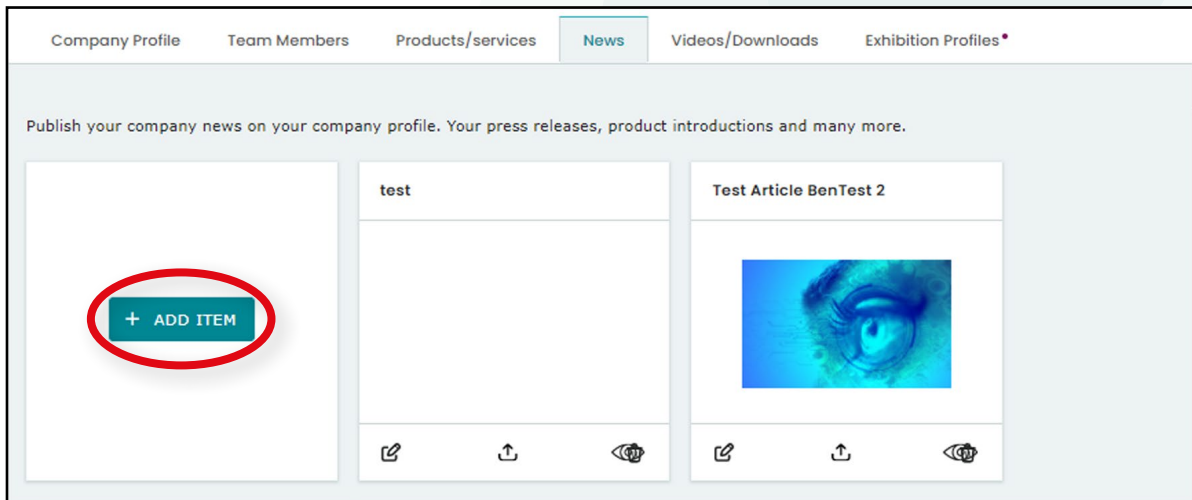 Company Profile Team Members Products/services News Videos/Downloads Exhibition Profiles
Publish your company news on your company profile. Your press releases, product introductions and many more.
test
Test Article BenTest 2
+ ADD ITEM